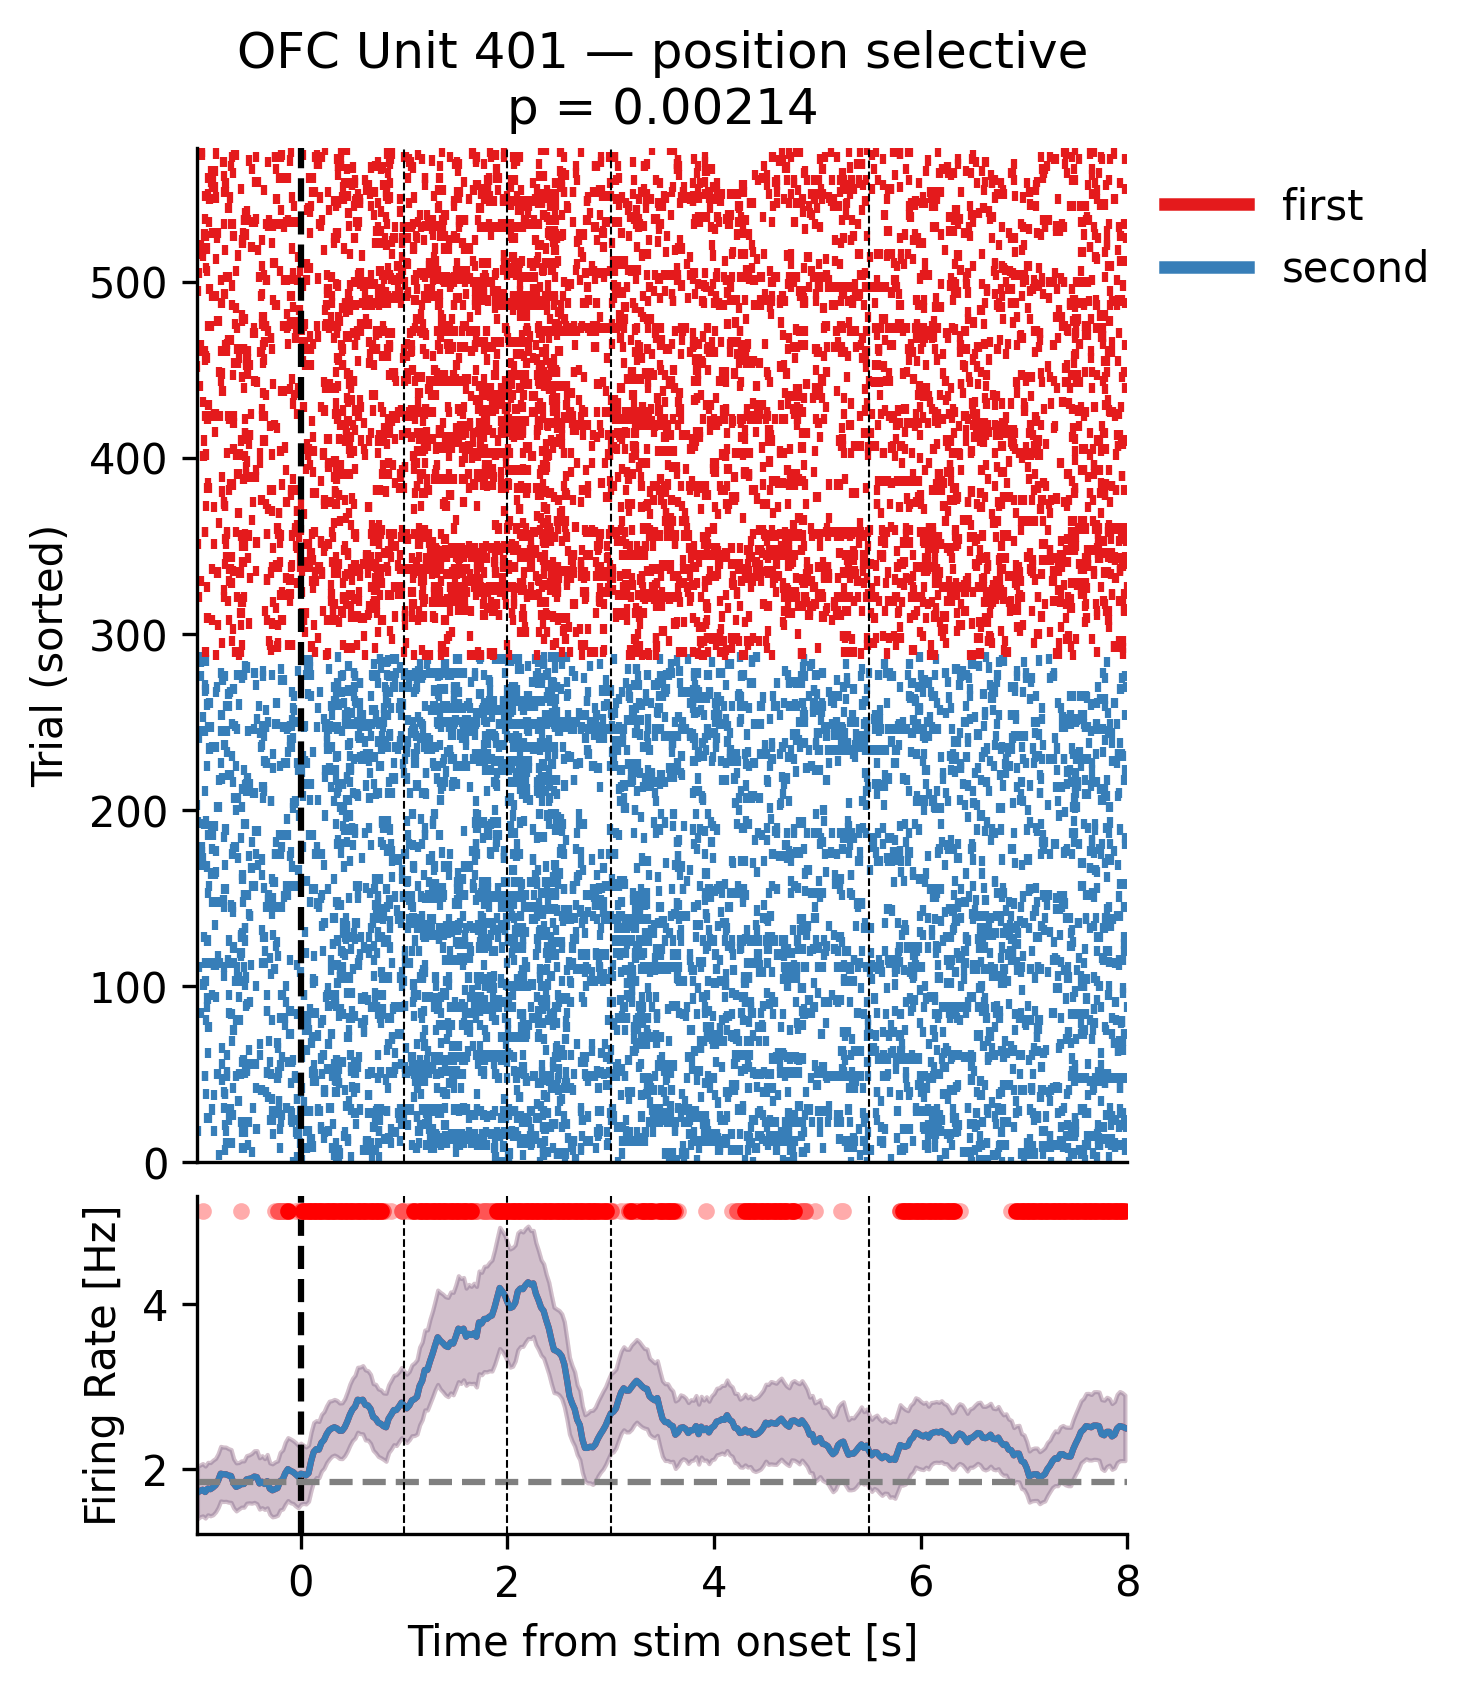 OFC Unit 401 — position selective
p = 0.00214
first
second
Trial (sorted)
500
400
300
200
100
0
Firing Rate [Hz]
4
2
0 2 4 6 8
Time from stim onset [s]